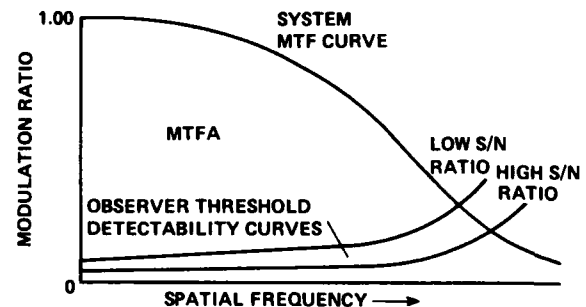 1.00
SYSTEM
MTF CURVE
MODULATION RATIO
MTFA
LOW S/N
RATIO
HIGH S/N
RATIO
OBSERVER THRESHOLD
DETECTABILITY CURVES
0
SPATIAL FREQUENCY